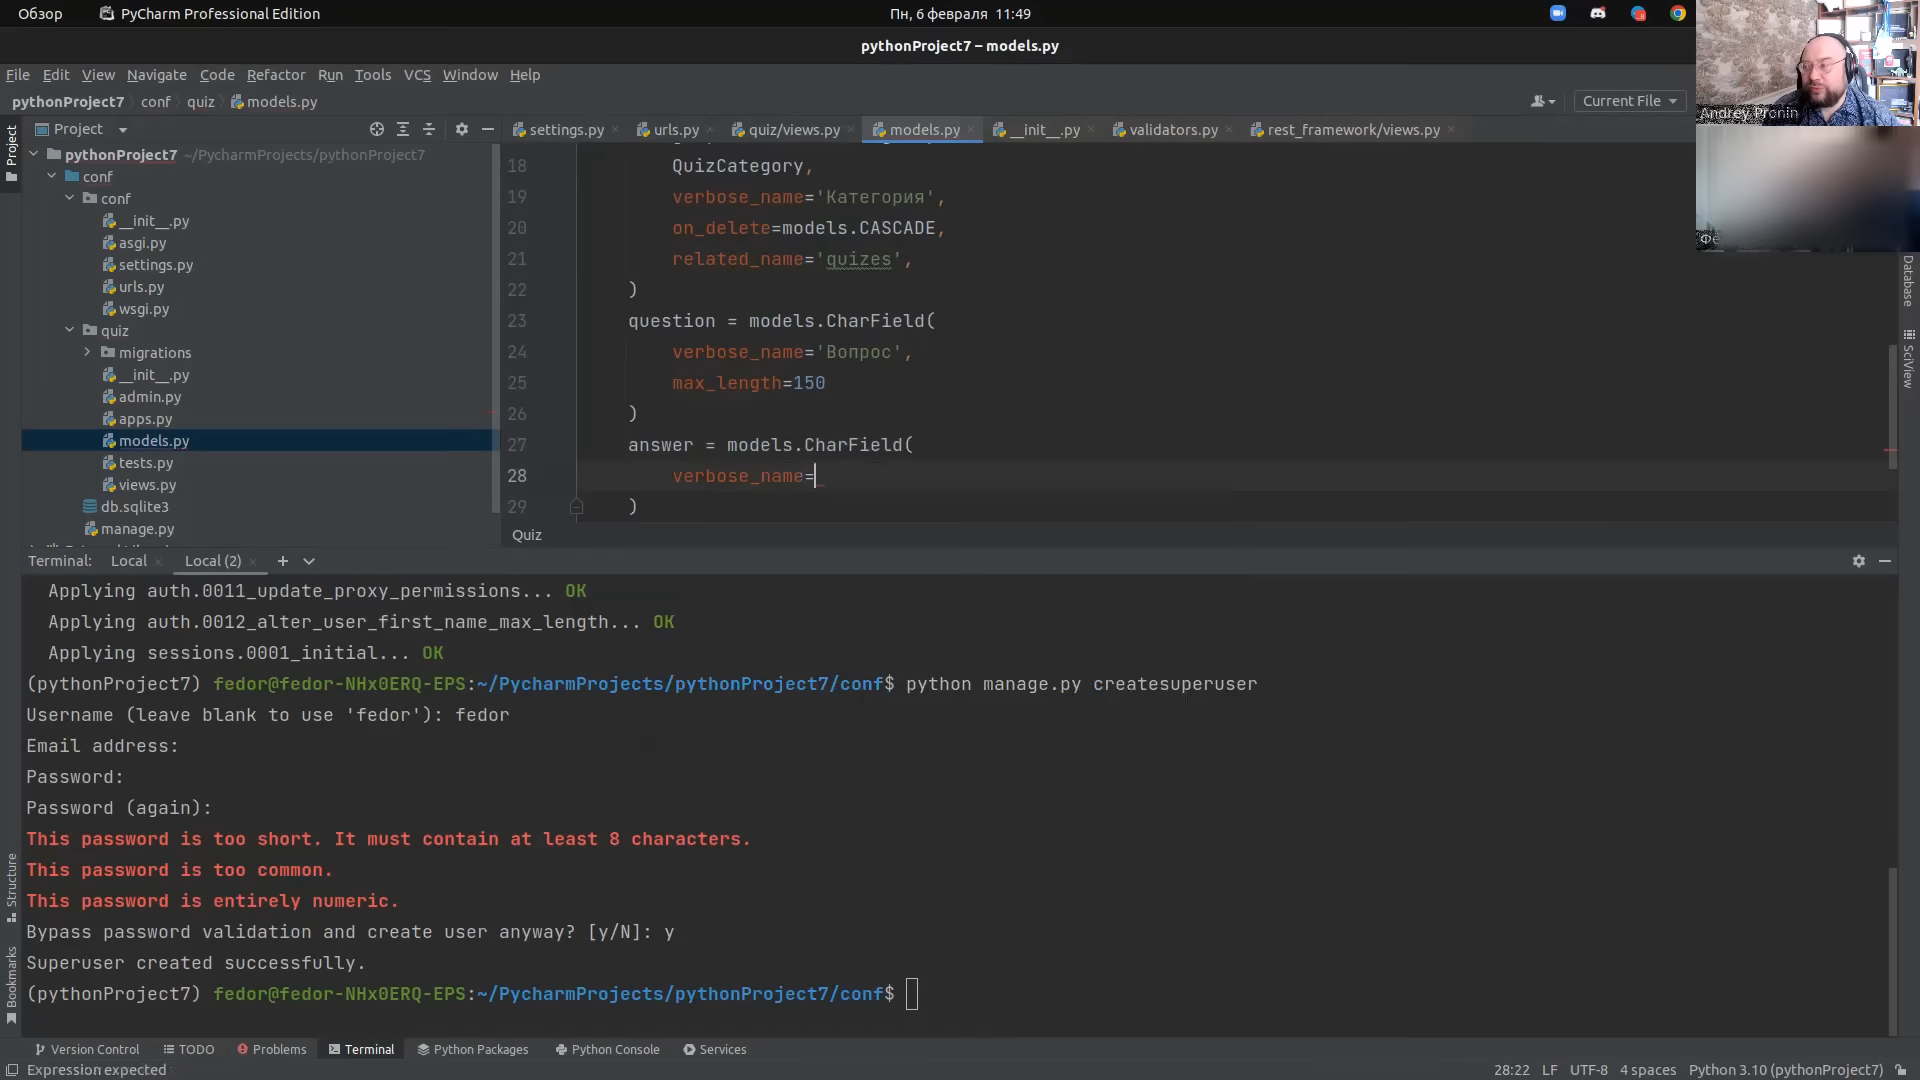 Обзор
PyCharm Professional Edition
Пн, 6 февраля 11:49
pythonProject7 – models.py
File Edit View Navigate Code Refactor Run Tools VCS Window Help
pythonProject7 conf quiz models.py
Current File
Andrey Pronin
Project
Project
settings.py
urls.py
quiz/views.py
models.py
__init__.py
validators.py
rest_framework/views.py
pythonProject7 ~/PycharmProjects/pythonProject7
conf
conf
__init__.py
asgi.py
settings.py
urls.py
wsgi.py
quiz
migrations
__init__.py
admin.py
apps.py
models.py
tests.py
views.py
db.sqlite3
manage.py
18 QuizCategory,
19 verbose_name='Категория',
20 on_delete=models.CASCADE,
21 related_name='quizes',
22 )
23 question = models.CharField(
24 verbose_name='Вопрос',
25 max_length=150
26 )
27 answer = models.CharField(
28 verbose_name=
29 )
Quiz
Database
SciView
Terminal: Local Local (2)
Applying auth.0011_update_proxy_permissions... OK
Applying auth.0012_alter_user_first_name_max_length... OK
Applying sessions.0001_initial... OK
(pythonProject7) fedor@fedor-NHx0ERQ-EPS:~/PycharmProjects/pythonProject7/conf$ python manage.py createsuperuser
Username (leave blank to use 'fedor'): fedor
Email address:
Password:
Password (again):
This password is too short. It must contain at least 8 characters.
This password is too common.
This password is entirely numeric.
Bypass password validation and create user anyway? [y/N]: y
Superuser created successfully.
(pythonProject7) fedor@fedor-NHx0ERQ-EPS:~/PycharmProjects/pythonProject7/conf$
Structure
Bookmarks
Version Control TODO Problems Terminal Python Packages Python Console Services
Expression expected
28:22 LF UTF-8 4 spaces Python 3.10 (pythonProject7)